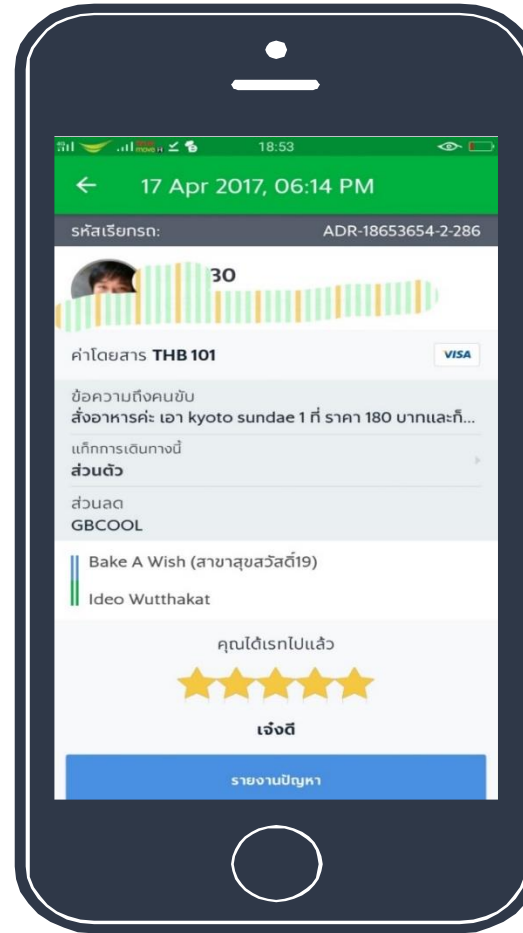 18:53
17 Apr 2017, 06:14 PM
รหัสเรียกรถ: ADR-18653654-2-286
30
ค่าโดยสาร THB 101 VISA
ข้อความถึงคนขับ
สั่งอาหารค่ะ เอา kyoto sundae 1 ที่ ราคา 180 บาทและก็...
แท็กการเดินทางนี้
ส่วนตัว
ส่วนลด
GBCOOL
Bake A Wish (สาขาสุขสวัสดิ์19)
Ideo Wutthakat
คุณได้เรทไปแล้ว
เจ๋งดี
รายงานปัญหา